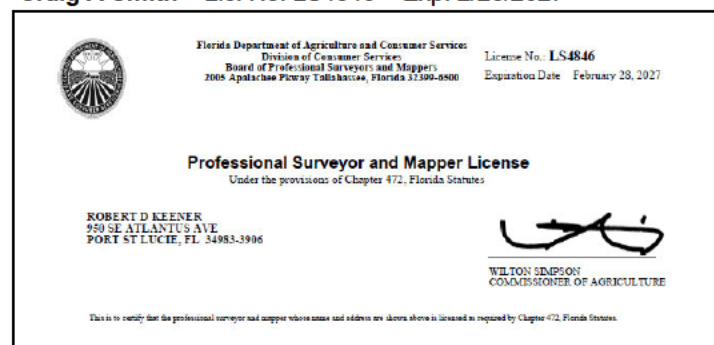 Florida Department of Agriculture and Consumer Services
Division of Consumer Services
Board of Professional Surveyors and Mappers
2005 Apalachee Pkway Tallahassee, Florida 32399-6500
License No.: LS4846
Expiration Date February 28, 2027
Professional Surveyor and Mapper License
Under the provisions of Chapter 472, Florida Statutes
ROBERT D KEENER
950 SE ATLANTUS AVE
PORT ST LUCIE, FL 34983-3906
WILTON SIMPSON
COMMISSIONER OF AGRICULTURE
This is to certify that the professional surveyor and mapper whose name and address are shown above is licensed as required by Chapter 472, Florida Statutes.